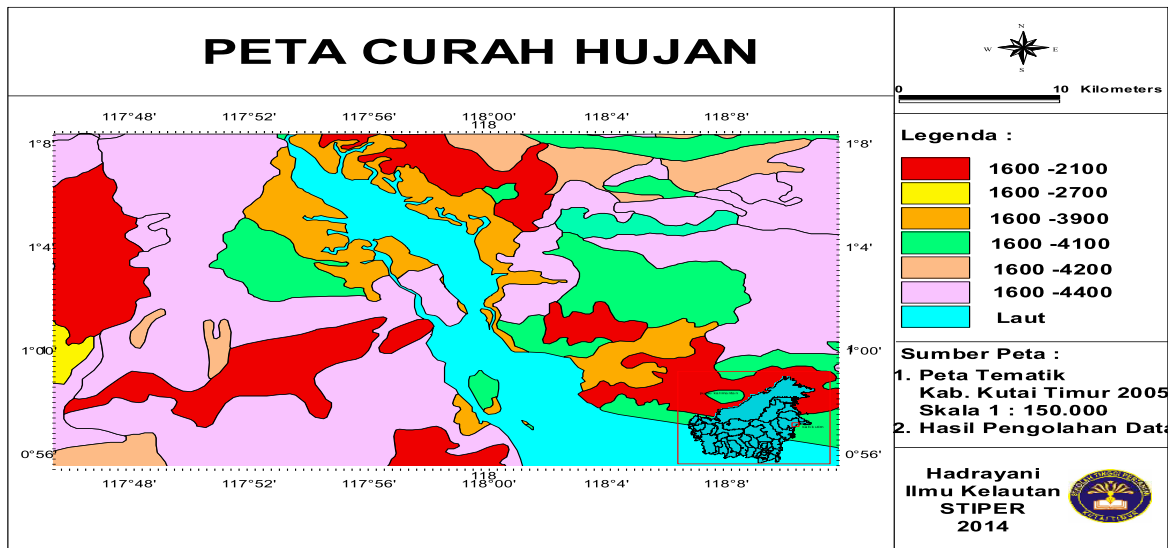 PETA CURAH HUJAN
N
W E
S
0 10 Kilometers
117°48' 117°52' 117°56' 118°00' 118°4' 118°8'
118
1°8' 1°8'
1°4' 1°4'
1°00' 1°00'
0°56' 0°56'
118
117°48' 117°52' 117°56' 118°00' 118°4' 118°8'
Legenda :
1600 -2100
1600 -2700
1600 -3900
1600 -4100
1600 -4200
1600 -4400
Laut
Sumber Peta :
1. Peta Tematik
Kab. Kutai Timur 2005
Skala 1 : 150.000
2. Hasil Pengolahan Data
Hadrayani
Ilmu Kelautan
STIPER
2014